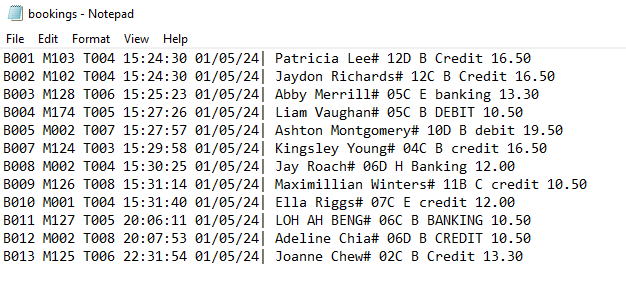 bookings - Notepad
File Edit Format View Help
B001 M103 T004 15:24:30 01/05/24| Patricia Lee# 12D B Credit 16.50
B002 M102 T004 15:24:30 01/05/24| Jaydon Richards# 12C B Credit 16.50
B003 M128 T006 15:25:23 01/05/24| Abby Merrill# 05C E banking 13.30
B004 M174 T005 15:27:26 01/05/24| Liam Vaughan# 05C B DEBIT 10.50
B005 M002 T007 15:27:57 01/05/24| Ashton Montgomery# 10D B debit 19.50
B007 M124 T003 15:29:58 01/05/24| Kingsley Young# 04C B credit 16.50
B008 M002 T004 15:30:25 01/05/24| Jay Roach# 06D H Banking 12.00
B009 M126 T008 15:31:14 01/05/24| Maximillian Winters# 11B C credit 10.50
B010 M001 T004 15:31:40 01/05/24| Ella Riggs# 07C E credit 12.00
B011 M127 T005 20:06:11 01/05/24| LOH AH BENG# 06C B BANKING 10.50
B012 M002 T008 20:07:53 01/05/24| Adeline Chia# 06D B CREDIT 10.50
B013 M125 T006 22:31:54 01/05/24| Joanne Chew# 02C B Credit 13.30